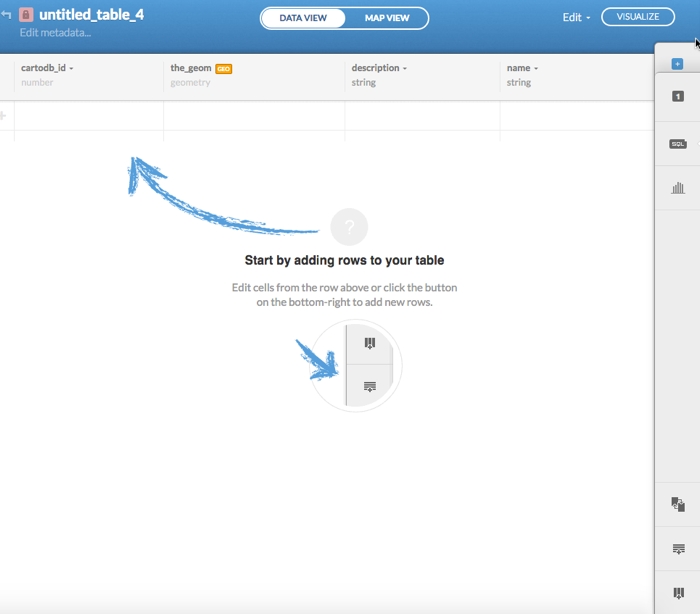 untitled_table_4
Edit metadata...
DATA VIEW
MAP VIEW
Edit
VISUALIZE
cartodb_id
number
the_geom GEO
geometry
description
string
name
string
1
SQL
?
Start by adding rows to your table
Edit cells from the row above or click the button
on the bottom-right to add new rows.